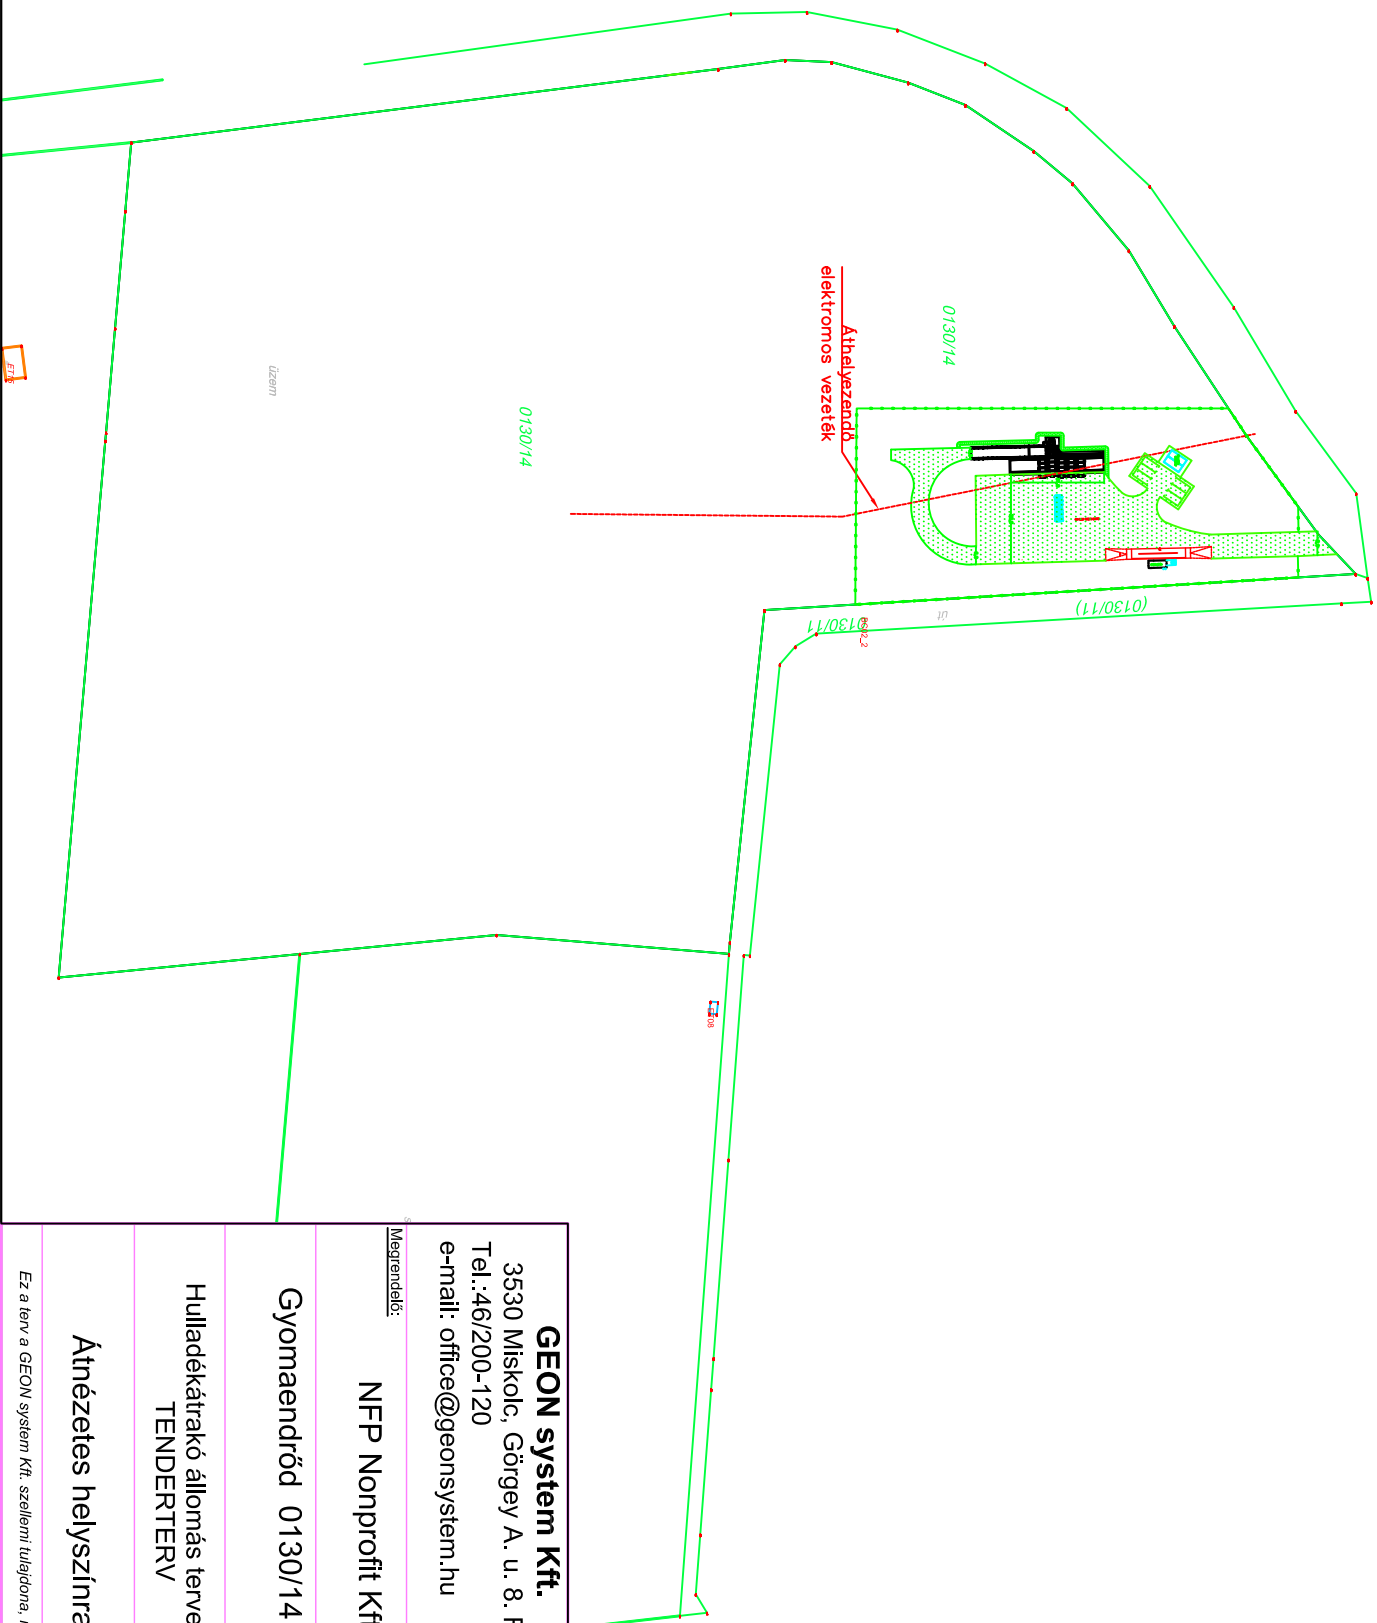 0130/14
Áthelyezendő
elektromos vezeték
0130/14
üzem
(0130/11)
út
0130/11
GEON system Kft.
3530 Miskolc, Görgey A. u. 8.
Tel.:46/200-120
e-mail: office@geonsystem.hu
Megrendelő:
NFP Nonprofit Kf
Gyomaendrőd 0130/14
Hulladékátrakó állomás terve
TENDERTERV
Átnézetes helyszínra
Ez a terv a GEON system Kft. szellemi tulajdona,